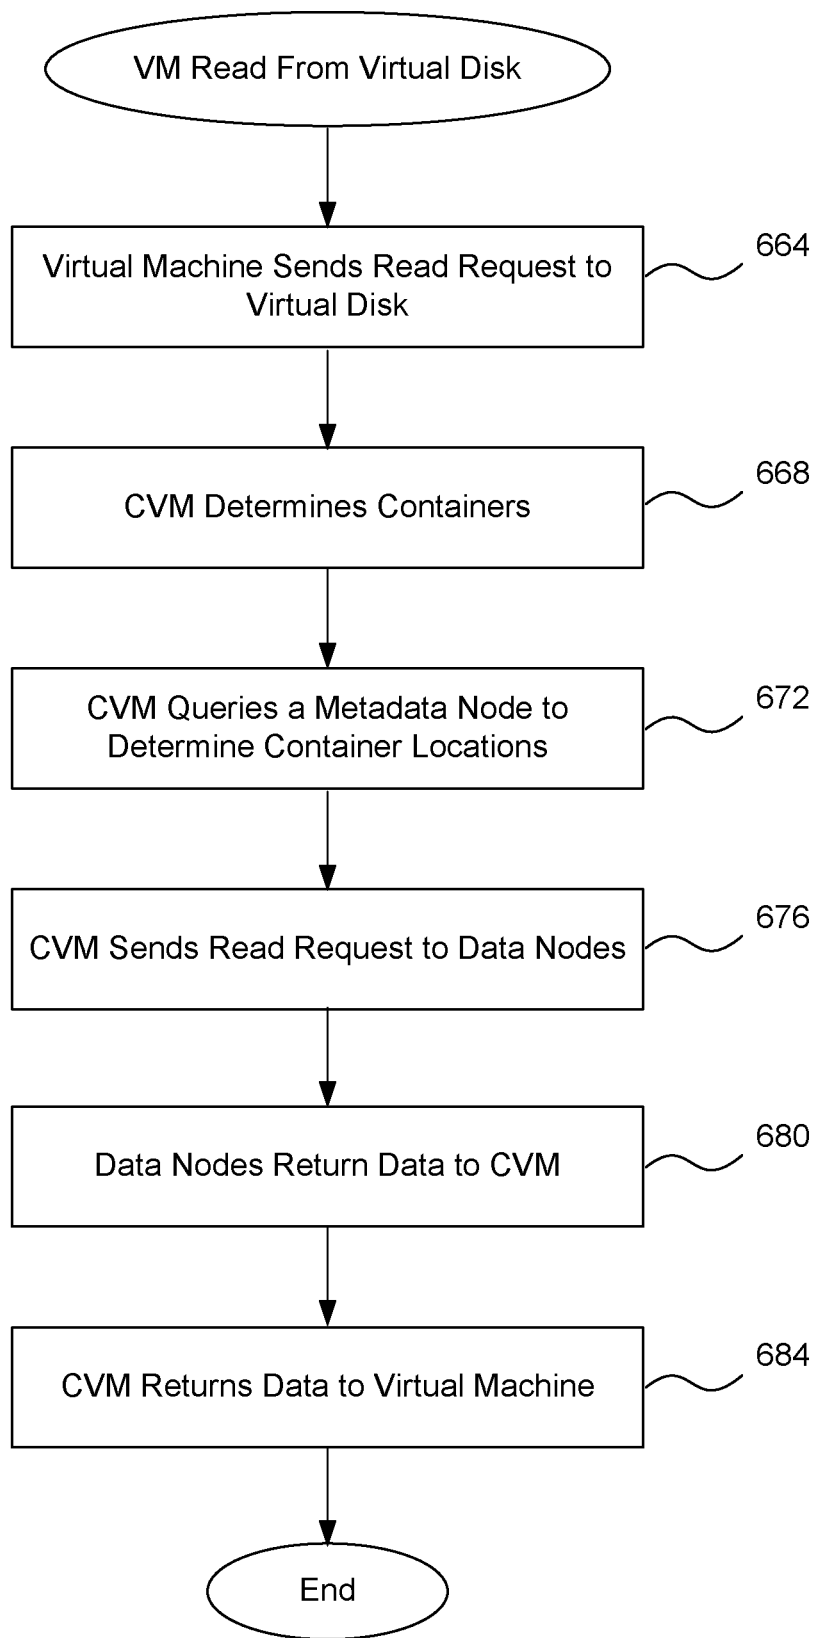 VM Read From Virtual Disk
664
Virtual Machine Sends Read Request to
Virtual Disk
668
CVM Determines Containers
672
CVM Queries a Metadada Node to
Determine Container Locations
676
CVM Sends Read Request to Data Nodes
680
Data Nodes Return Data to CVM
684
CVM Returns Data to Virtual Machine
End